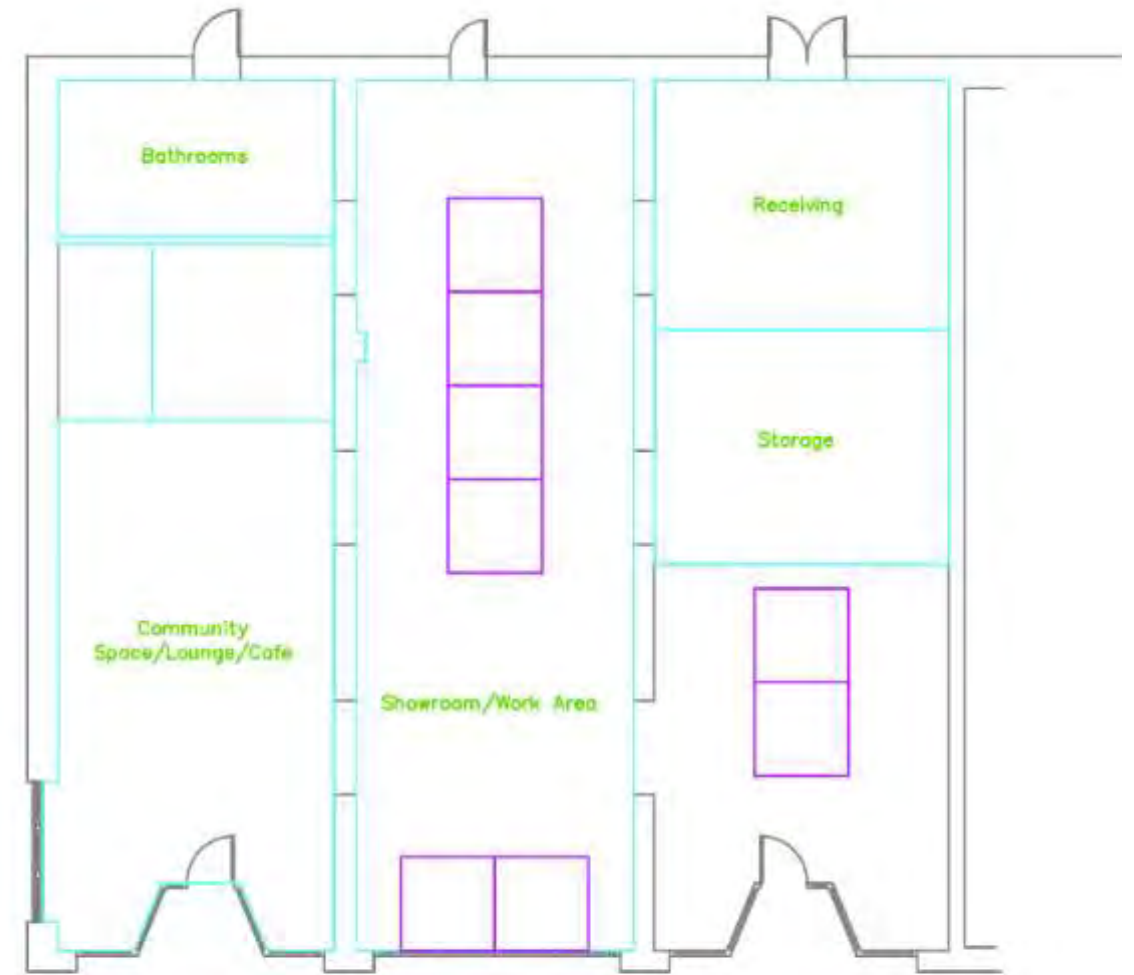 Bathrooms
Receiving
Storage
Community
Space/Lounge/Cafe
Showroom/Work Area